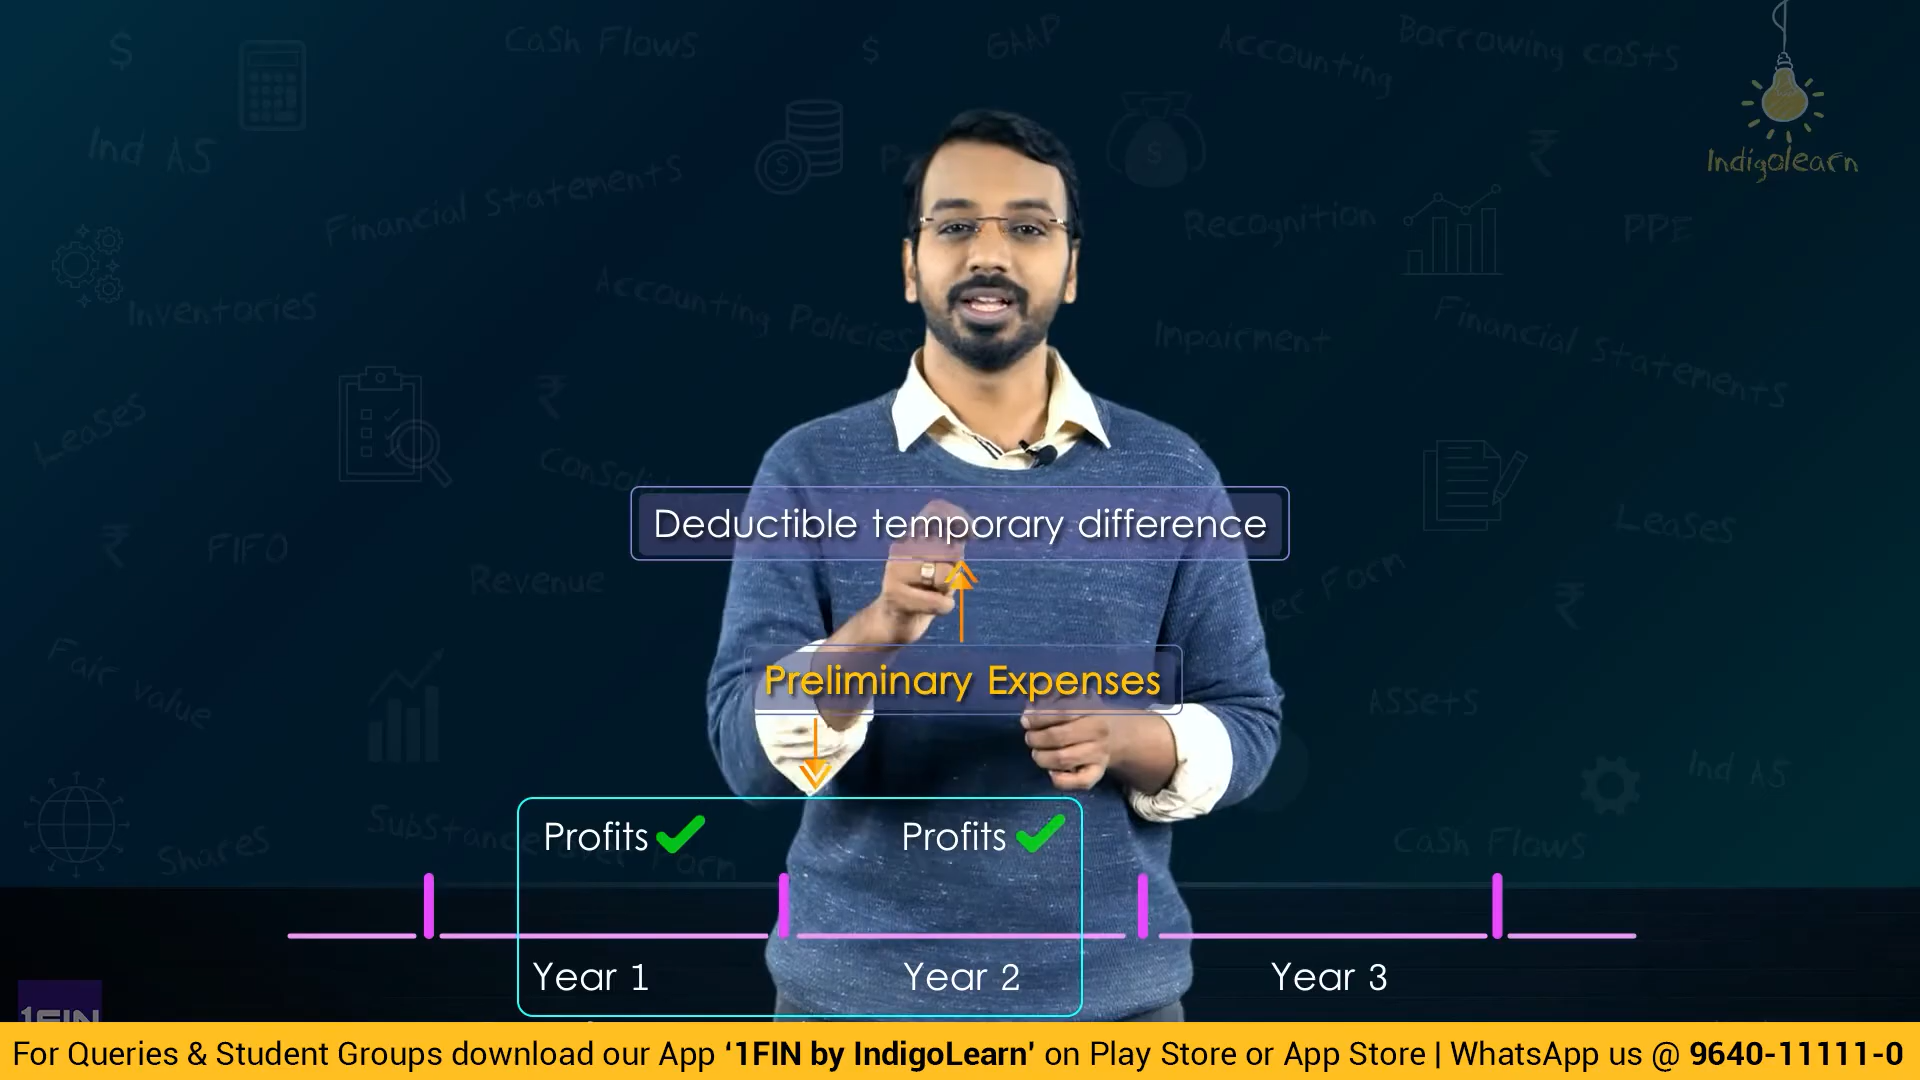 $
Cash Flows
$
GAAP
Accounting
Borrowing costs
Ind AS
Indigolearn
Financial Statements
Recognition
PPE
Inventories
Accounting Policies
Impairment
Financial Statements
Leases
Deductible temporary difference
FIFO
Leases
Revenue
Preliminary Expenses
Fair value
Assets
Ind AS
Profits
Profits
Substance
Form
Shares
Cash Flows
Year 1
Year 2
Year 3
1FIN
For Queries & Student Groups download our App ‘1FIN by IndigoLearn’ on Play Store or App Store | WhatsApp us @ 9640-11111-0